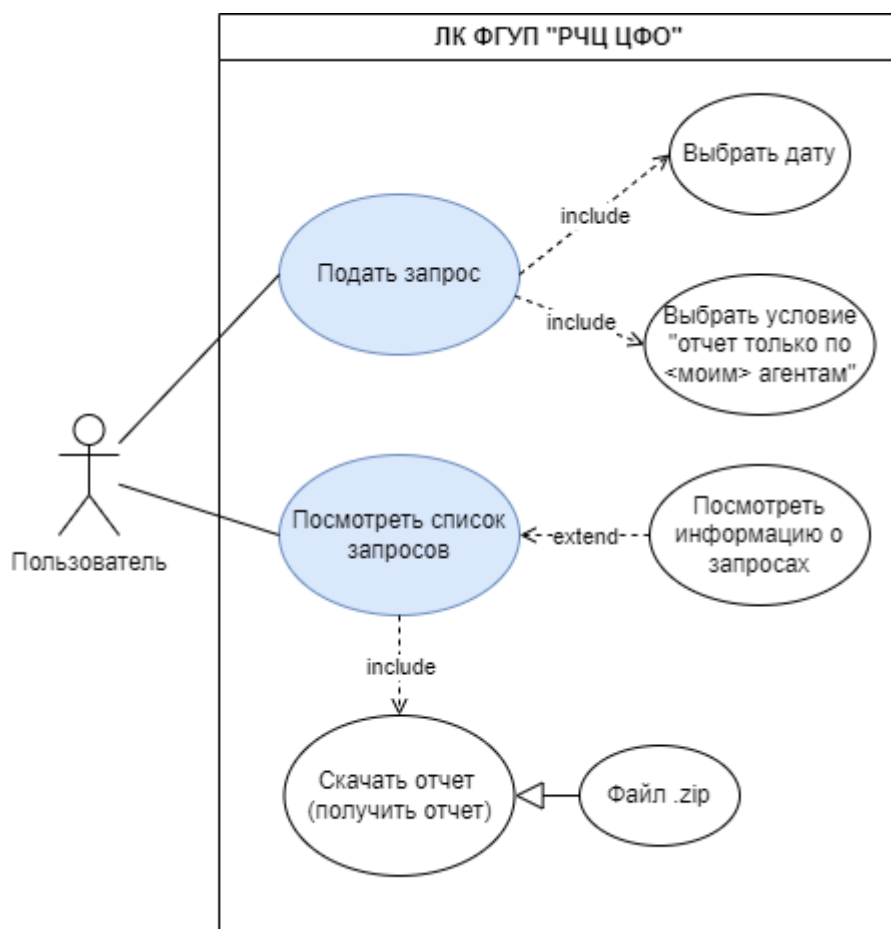 ЛК ФГУП "РЧЦ ЦФО"
Выбрать дату
include
Подать запрос
include
Выбрать условие
"отчет только по
<моим> агентам"
Пользователь
Посмотреть список
запросов
extend
Посмотреть
информацию о
запросах
include
Скачать отчет
(получить отчет)
Файл .zip